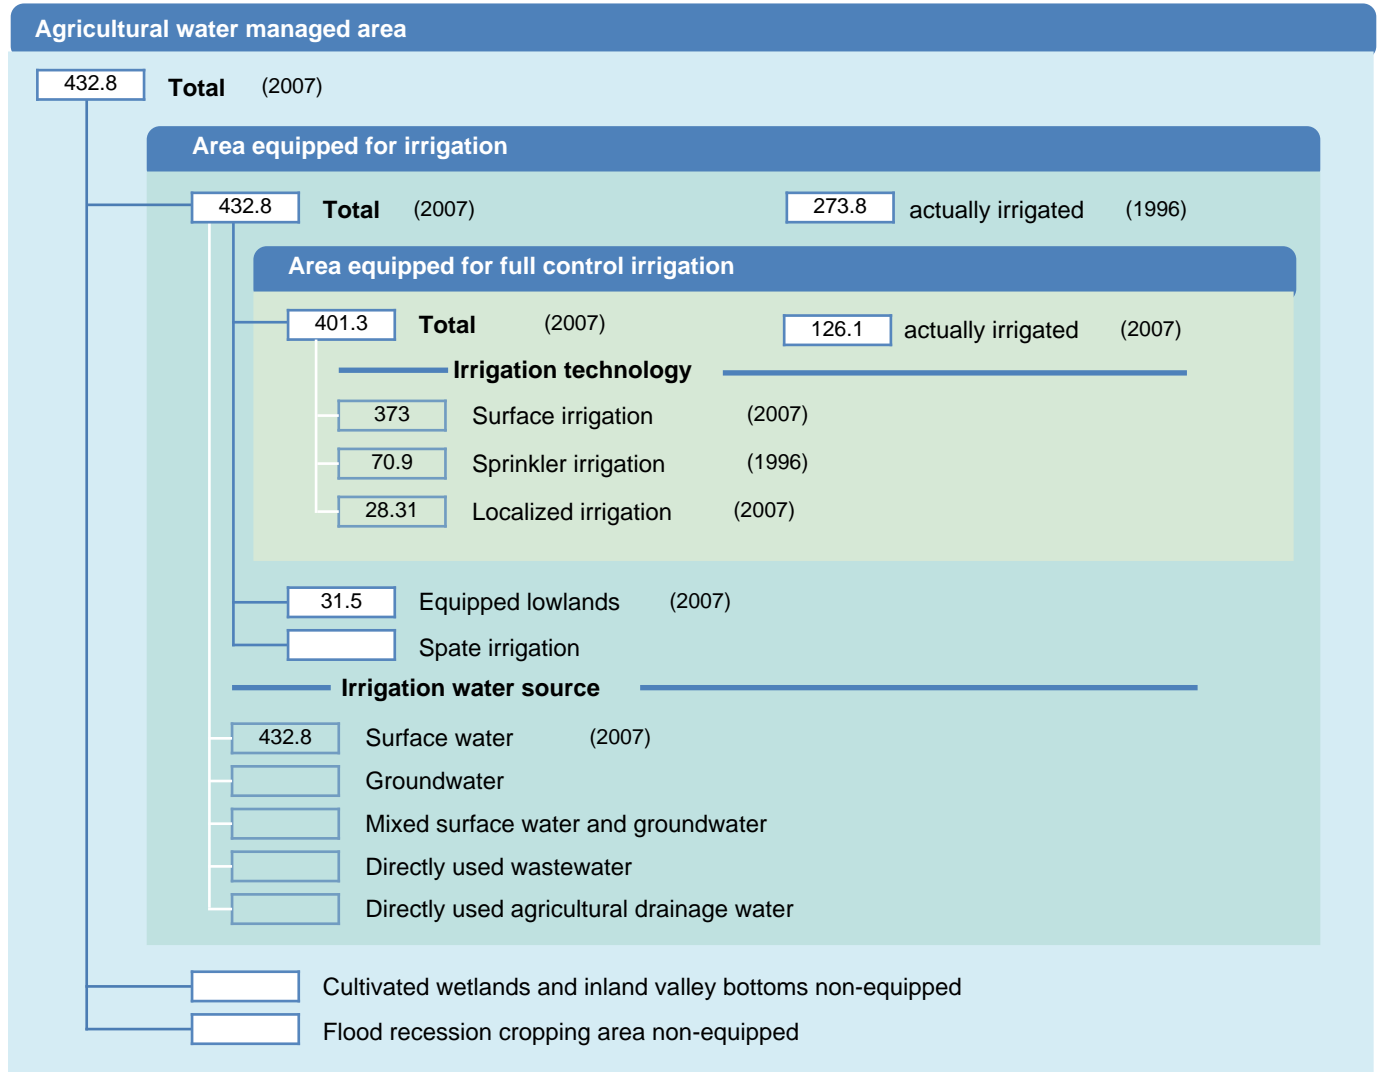 Agricultural water managed area
432.8 Total (2007)
Area equipped for irrigation
432.8 Total (2007) 273.8 actually irrigated (1996)
Area equipped for full control irrigation
401.3 Total (2007) 126.1 actually irrigated (2007)
Irrigation technology
373 Surface irrigation (2007)
70.9 Sprinkler irrigation (1996)
28.31 Localized irrigation (2007)
31.5 Equipped lowlands (2007)
Spate irrigation
Irrigation water source
432.8 Surface water (2007)
Groundwater
Mixed surface water and groundwater
Directly used wastewater
Directly used agricultural drainage water
Cultivated wetlands and inland valley bottoms non-equipped
Flood recession cropping area non-equipped